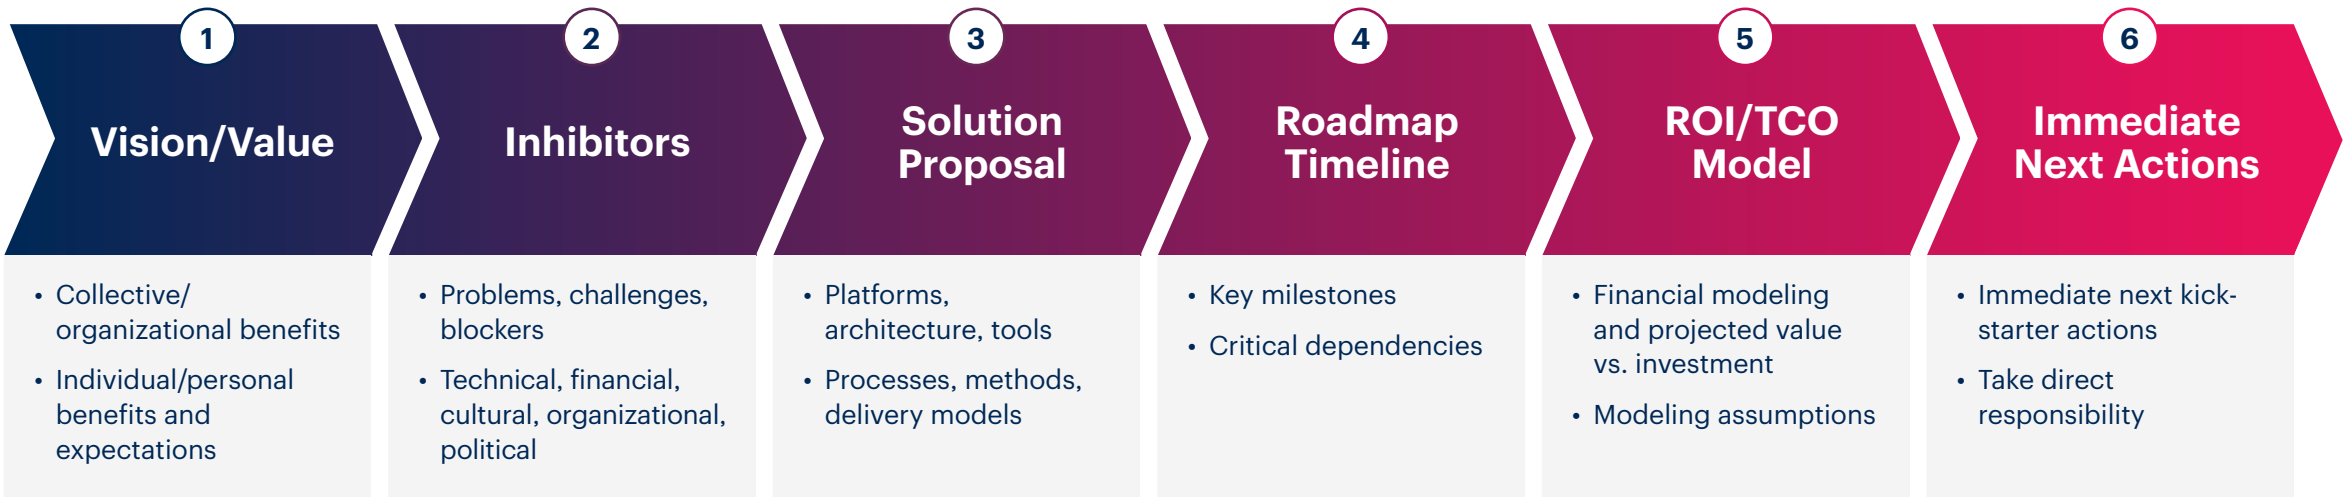 1
Vision/Value
• Collective/
organizational benefits
• Individual/personal
benefits and
expectations
2
Inhibitors
• Problems, challenges,
blockers
• Technical, financial,
cultural, organizational,
political
3
Solution
Proposal
• Platforms,
architecture, tools
• Processes, methods,
delivery models
4
Roadmap
Timeline
• Key milestones
• Critical dependencies
5
ROI/TCO
Model
• Financial modeling
and projected value
vs. investment
• Modeling assumptions
6
Immediate
Next Actions
• Immediate next kick-
starter actions
• Take direct
responsibility